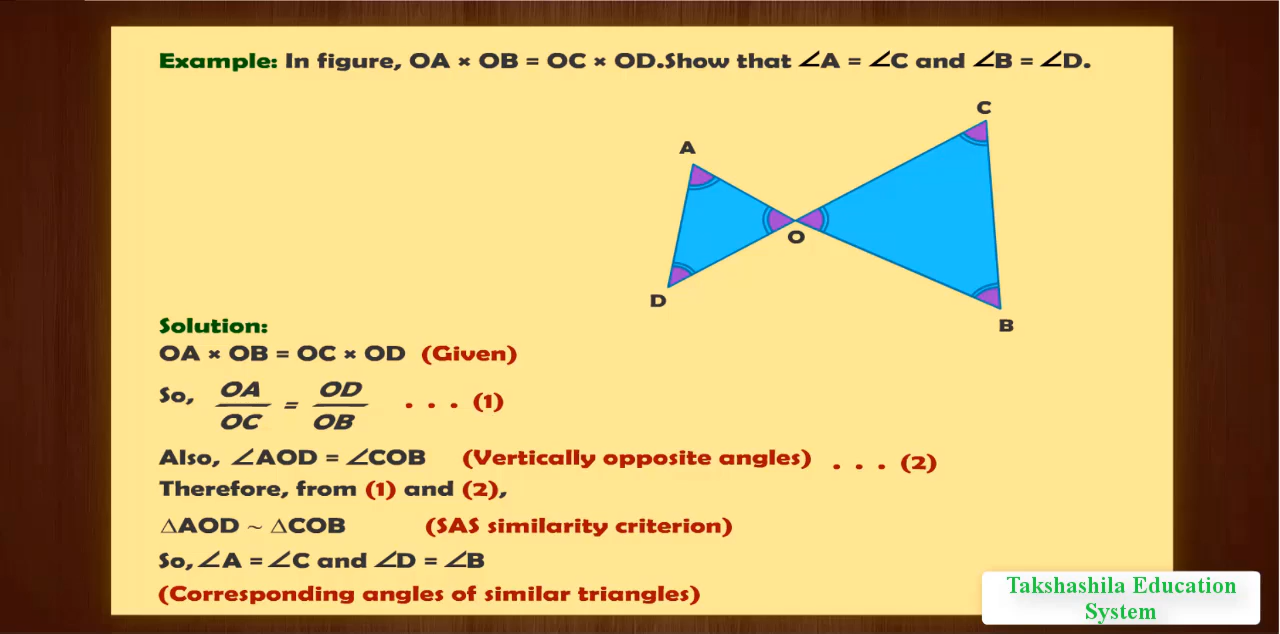 Example: In figure, OA × OB = OC × OD.Show that ∠A = ∠C and ∠B = ∠D.
C
A
O
D
B
Solution:
OA × OB = OC × OD (Given)
So, OA/OC = OD/OB . . . (1)
Also, ∠AOD = ∠COB (Vertically opposite angles) . . . (2)
Therefore, from (1) and (2),
△AOD ~ △COB (SAS similarity criterion)
So, ∠A = ∠C and ∠D = ∠B
(Corresponding angles of similar triangles)
Takshashila Education
System